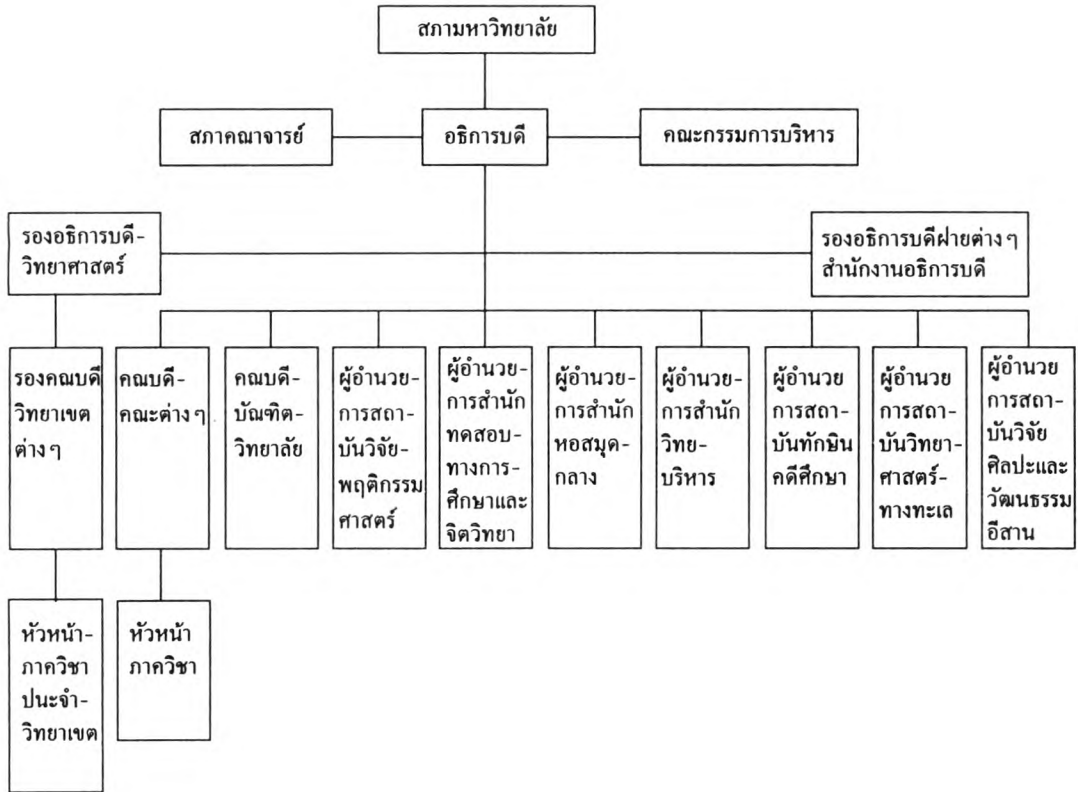 สภามหาวิทยาลัย
สภาคณาจารย์
อธิการบดี
คณะกรรมการบริหาร
รองอธิการบดี-
วิทยาศาสตร์
รองอธิการบดีฝ่ายต่างๆ
สำนักงานอธิการบดี
รองคณบดี
วิทยาเขต
ต่างๆ
คณบดี-
คณะต่างๆ
คณบดี-
บัณฑิต-
วิทยาลัย
ผู้อำนวย-
การสถา-
บันวิจัย-
พฤติกรรม
ศาสตร์
ผู้อำนวย-
การสำนัก
ทดสอบ-
ทางการ-
ศึกษาและ
จิตวิทยา
ผู้อำนวย-
การสำนัก
หอสมุด-
กลาง
ผู้อำนวย-
การสำนัก
วิทย-
บริหาร
ผู้อำนวย
การสถา-
บันทักษิน
คดีศึกษา
ผู้อำนวย
การสถา-
บันวิทยา-
ศาสตร์-
ทางทะเล
ผู้อำนวย
การสถา-
บันวิจัย
ศิลปะและ
วัฒนธรรม
อีสาน
หัวหน้า-
ภาควิชา
ปนะจำ-
วิทยาเขต
หัวหน้า
ภาควิชา